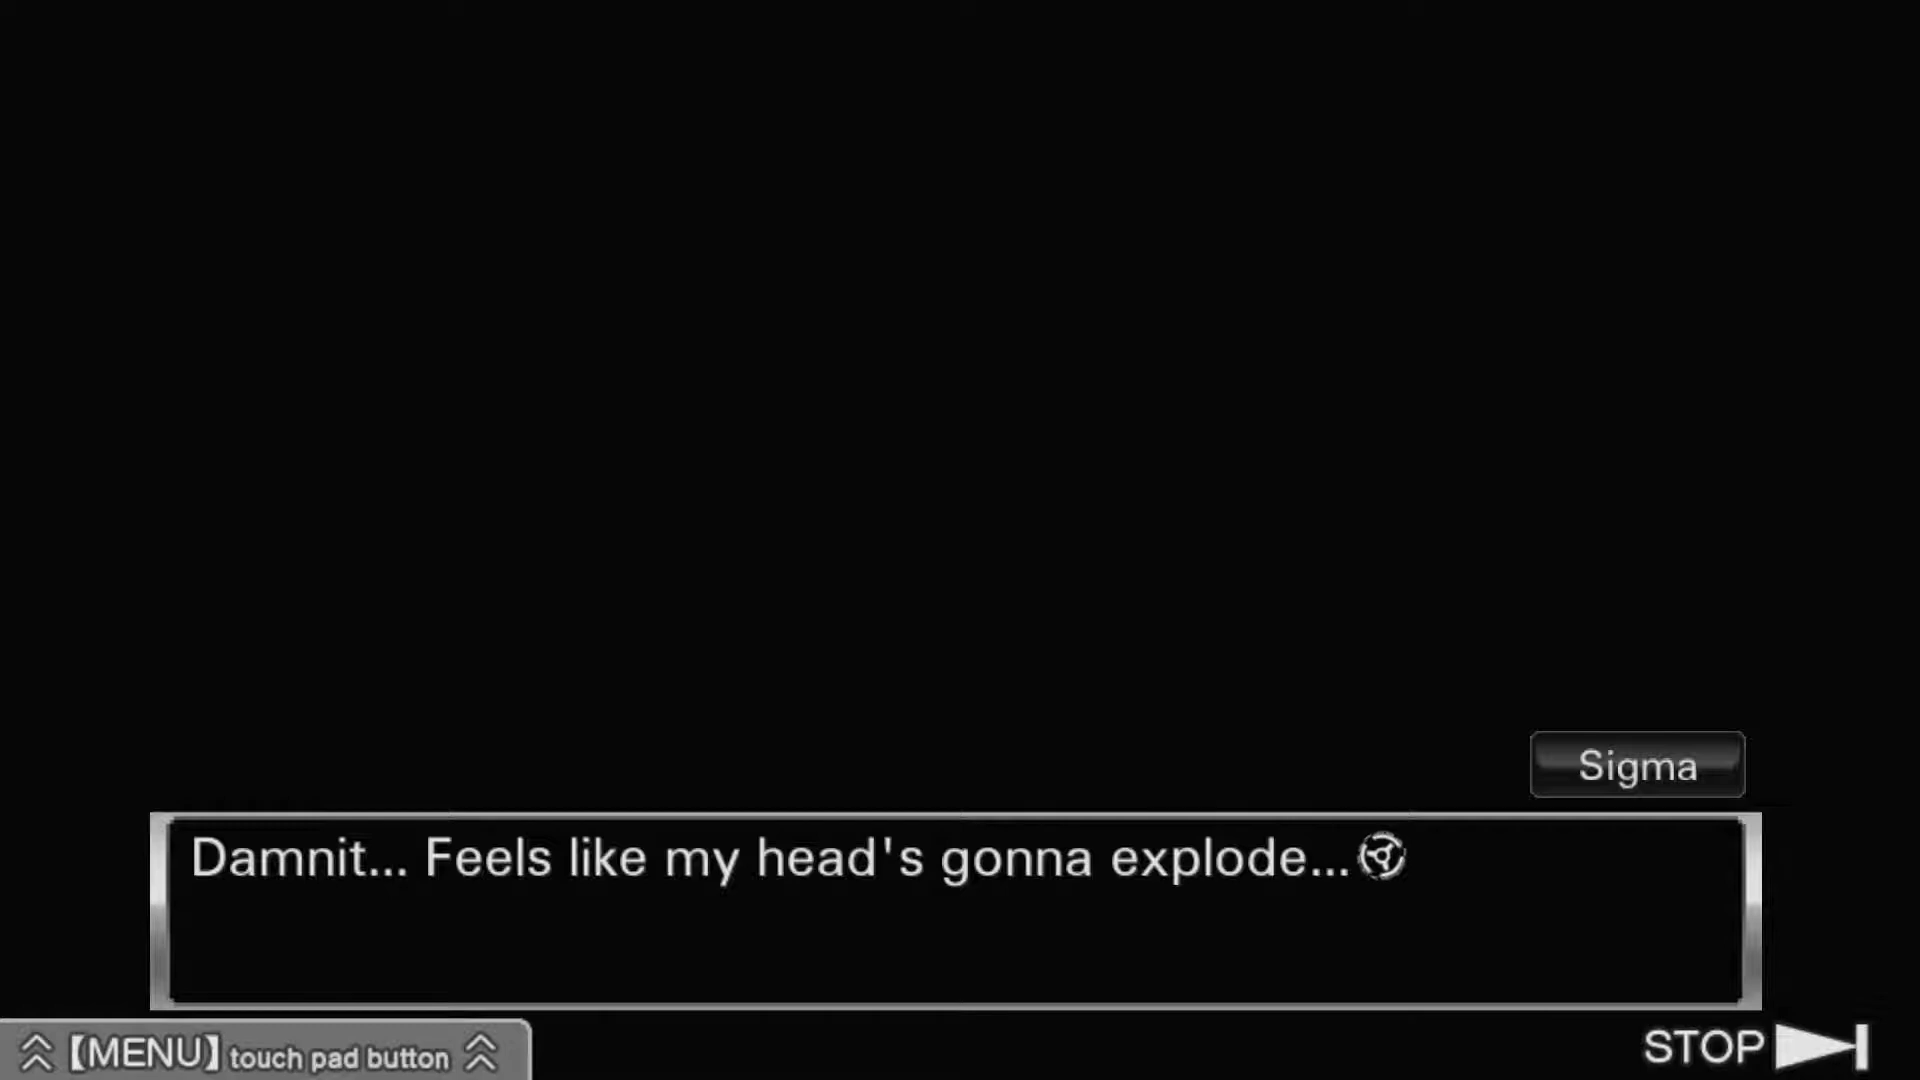 Sigma
Damnit... Feels like my head's gonna explode...
【MENU】touch pad button
STOP